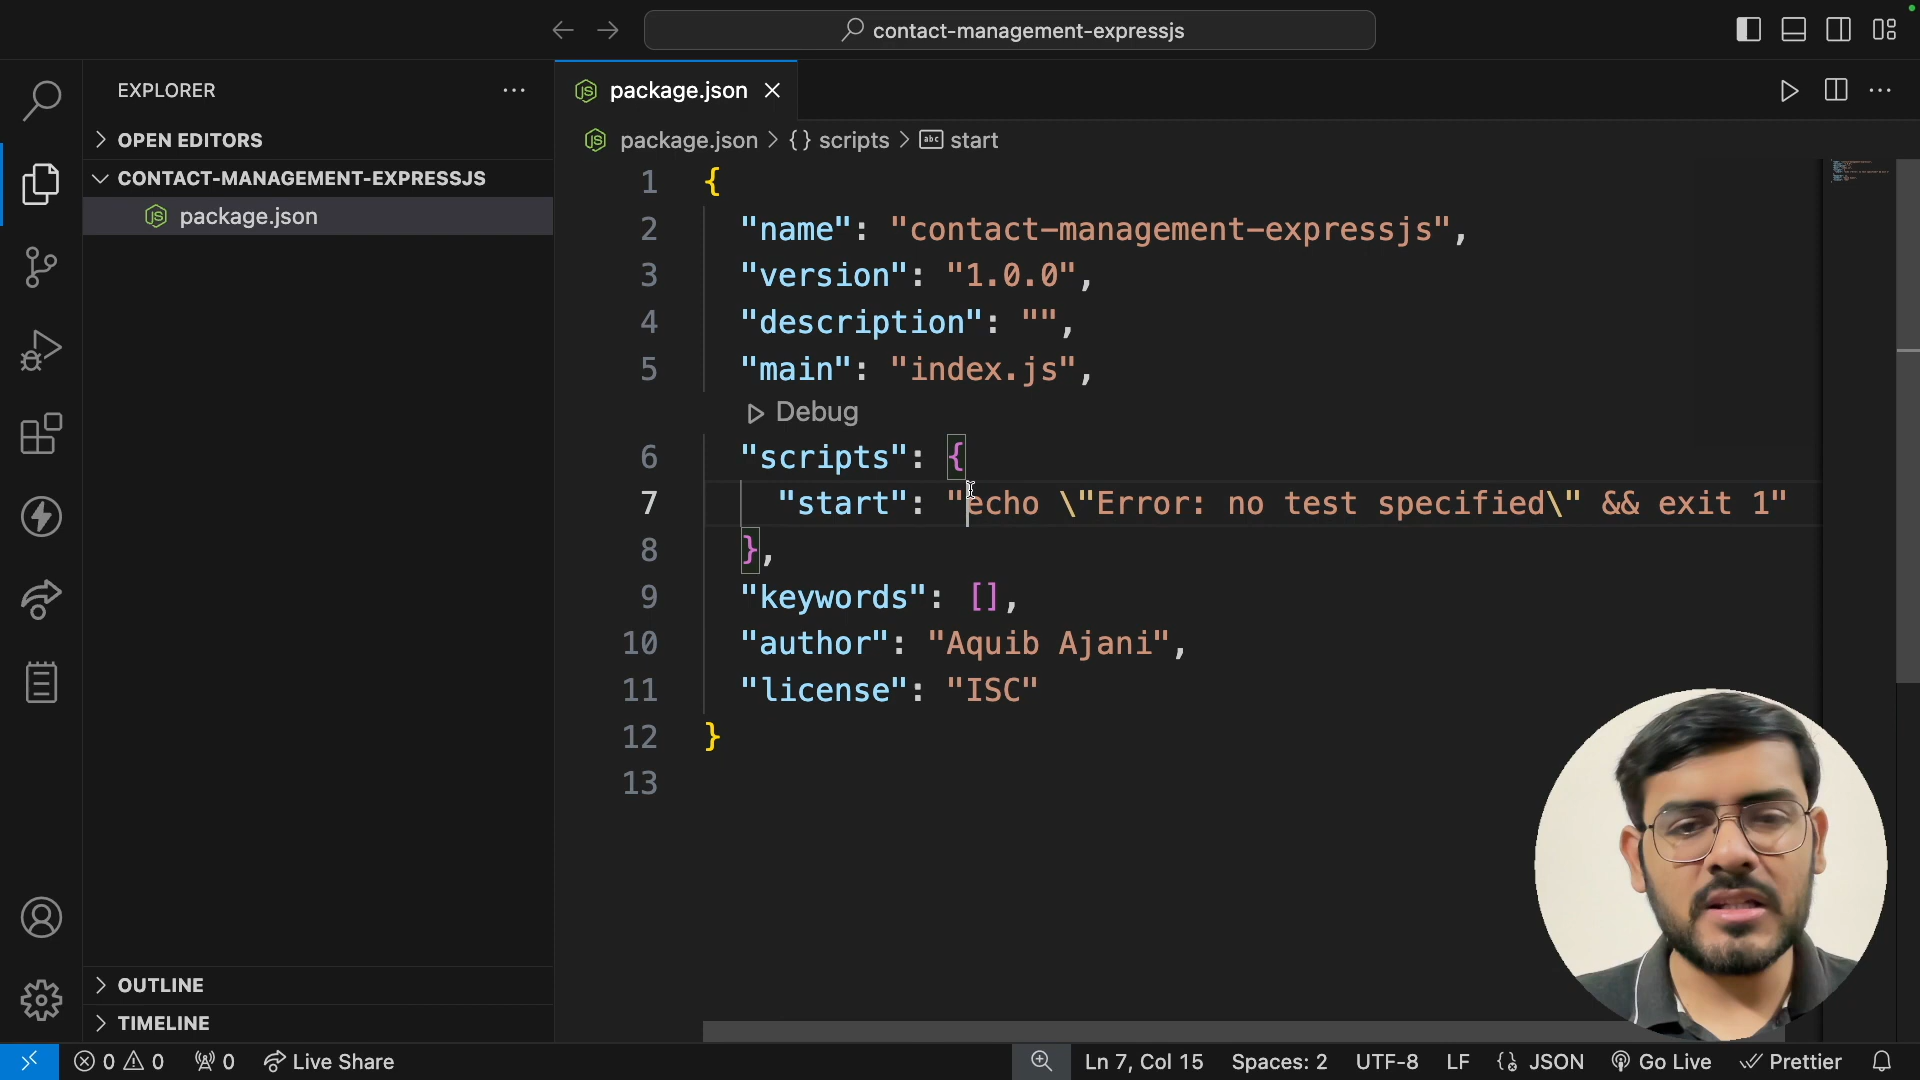 contact-management-expressjs
EXPLORER
OPEN EDITORS
CONTACT-MANAGEMENT-EXPRESSJS
package.json
OUTLINE
TIMELINE
package.json
package.json > {} scripts > abc start
1 {
2 "name": "contact-management-expressjs",
3 "version": "1.0.0",
4 "description": "",
5 "main": "index.js",
Debug
6 "scripts": {
7 "start": "echo \"Error: no test specified\" && exit 1"
8 },
9 "keywords": [],
10 "author": "Aquib Ajani",
11 "license": "ISC"
12 }
13
0 0 0 Live Share Ln 7, Col 15 Spaces: 2 UTF-8 LF {} JSON Go Live Prettier